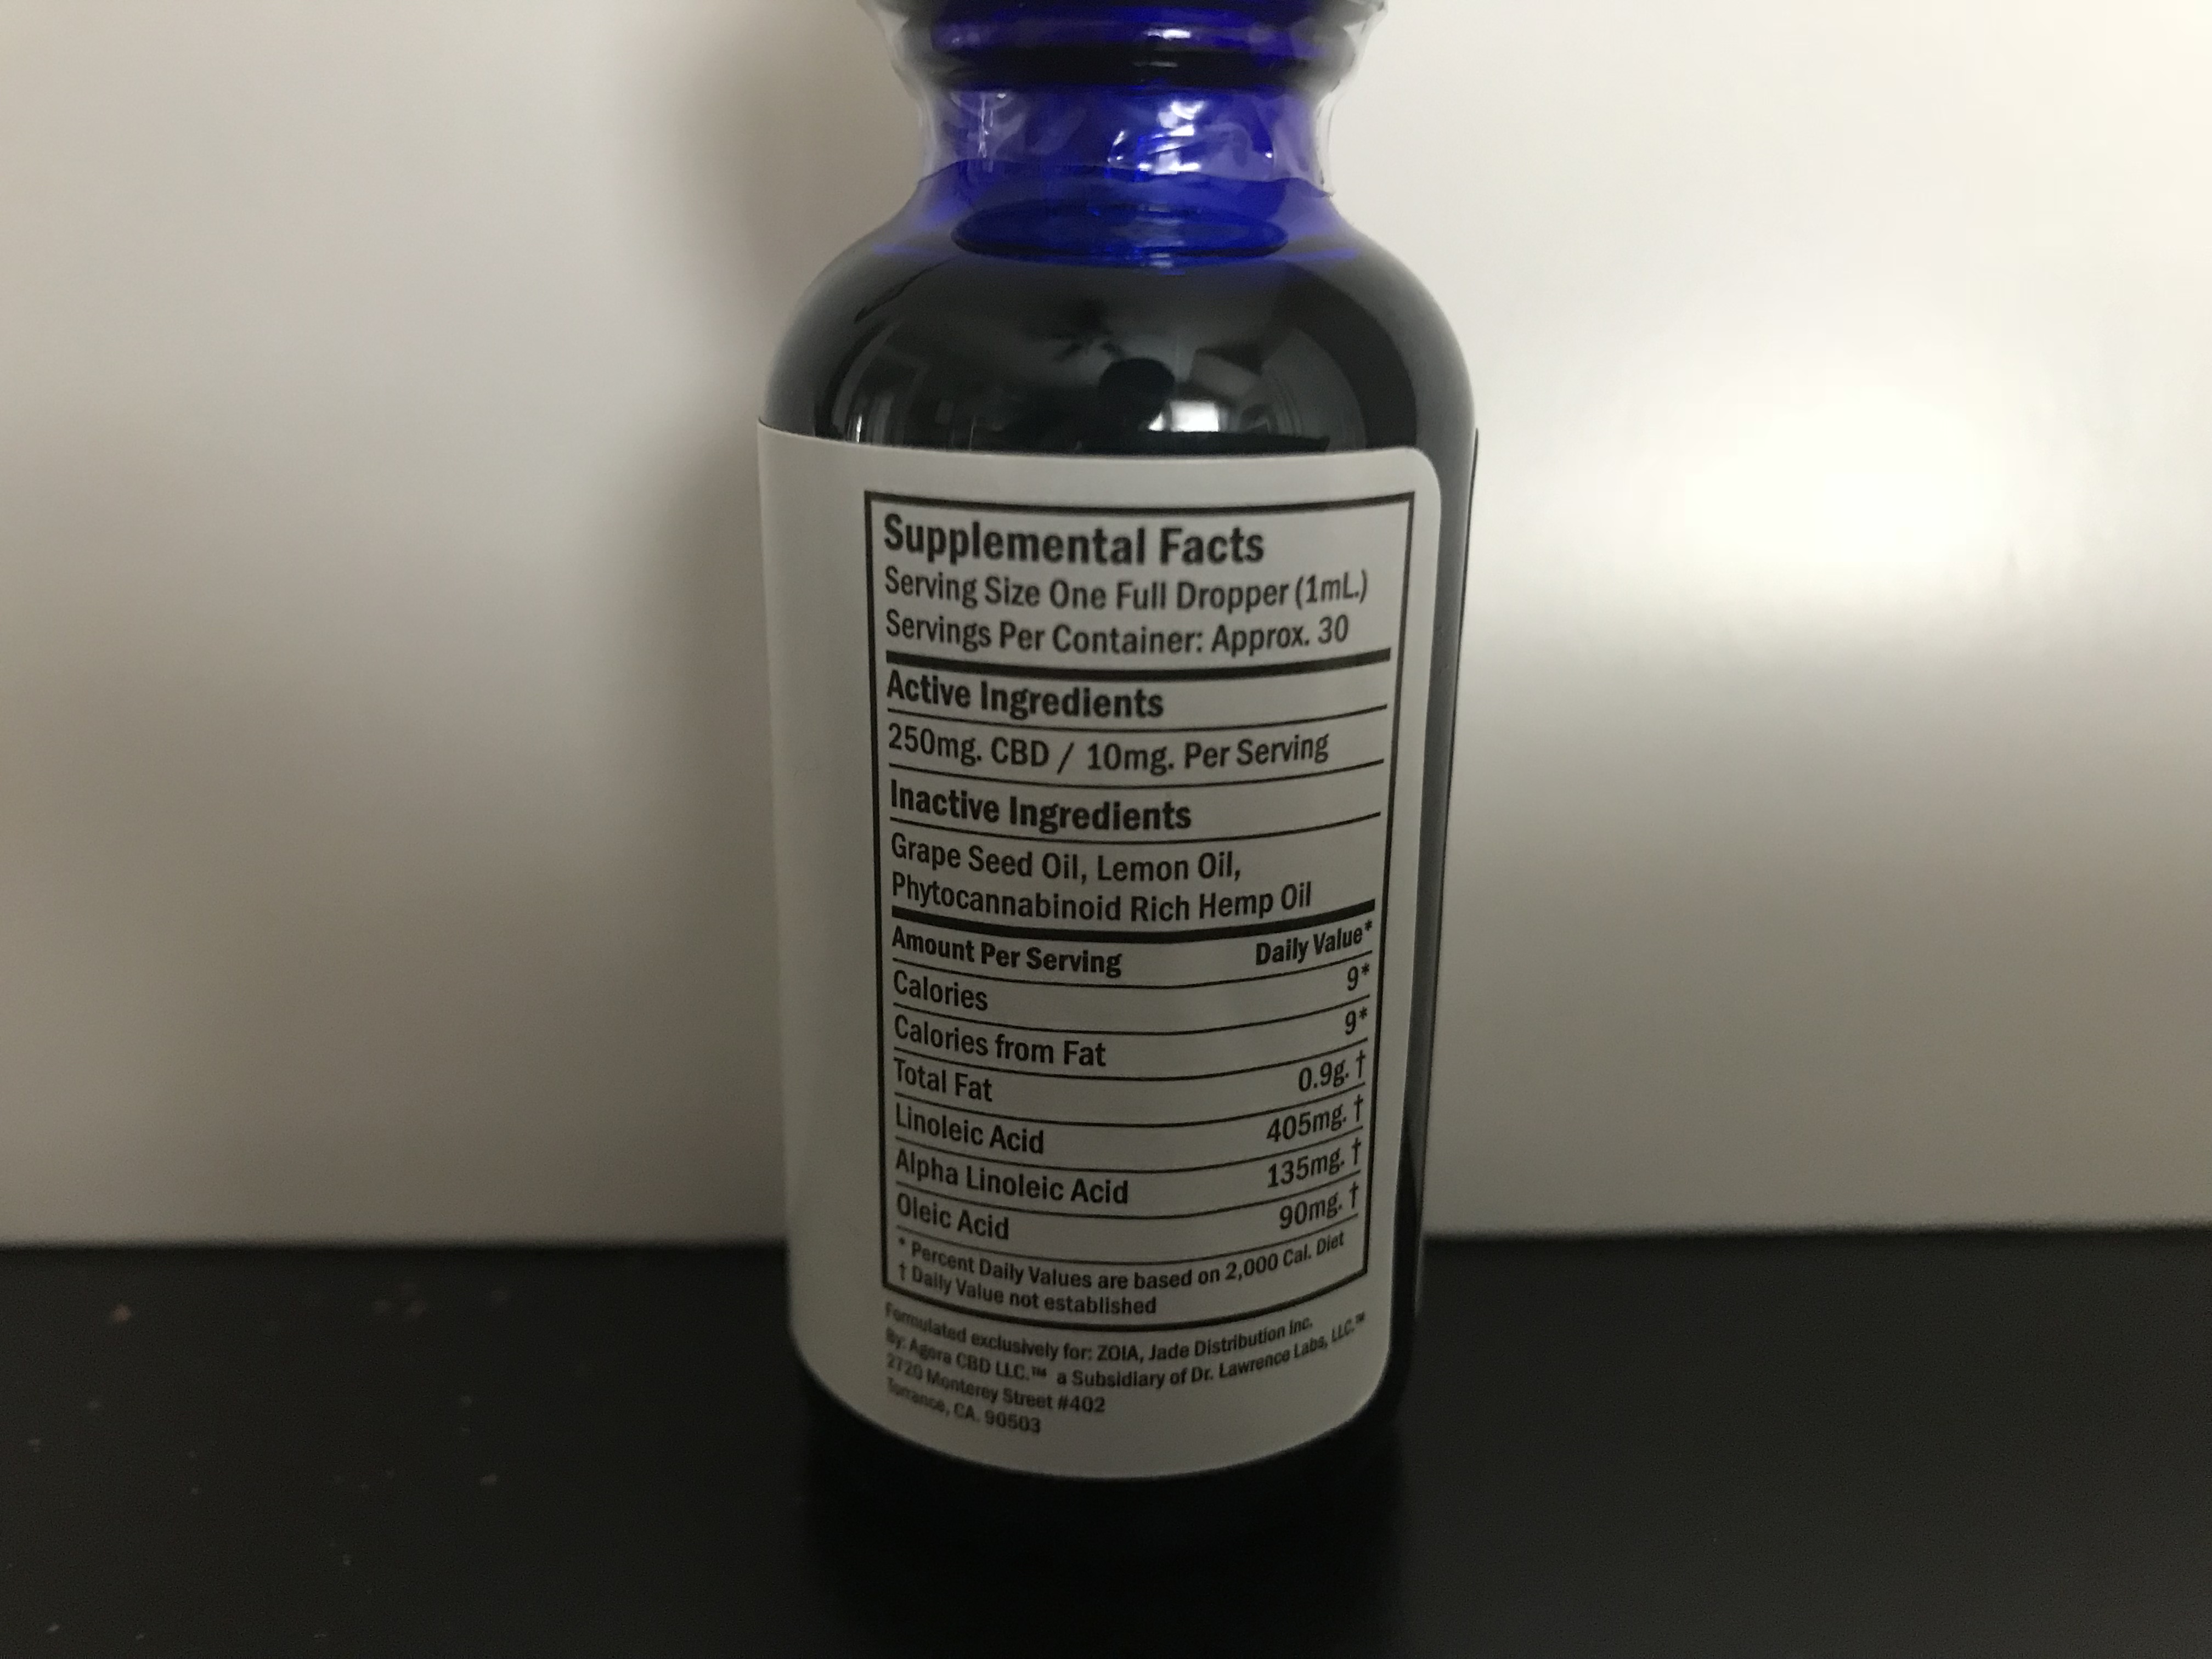 Supplemental Facts
Serving Size One Full Dropper (1mL.)
Servings Per Container: Approx. 30
Active Ingredients
250mg. CBD / 10mg. Per Serving
Inactive Ingredients
Grape Seed Oil, Lemon Oil,
Phytocannabinoid Rich Hemp Oil
Amount Per Serving Daily Value*
Calories 9*
Calories from Fat 9*
Total Fat 0.9g. †
Linoleic Acid 405mg. †
Alpha Linoleic Acid 135mg. †
Oleic Acid 90mg. †
* Percent Daily Values are based on 2,000 Cal. Diet
† Daily Value not established
Formulated exclusively for: ZOIA, Jade Distribution Inc.
By: Agora CBD LLC.™ a Subsidiary of Dr. Lawrence Labs, LLC.™
2720 Monterey Street #402
Torrance, CA. 90503